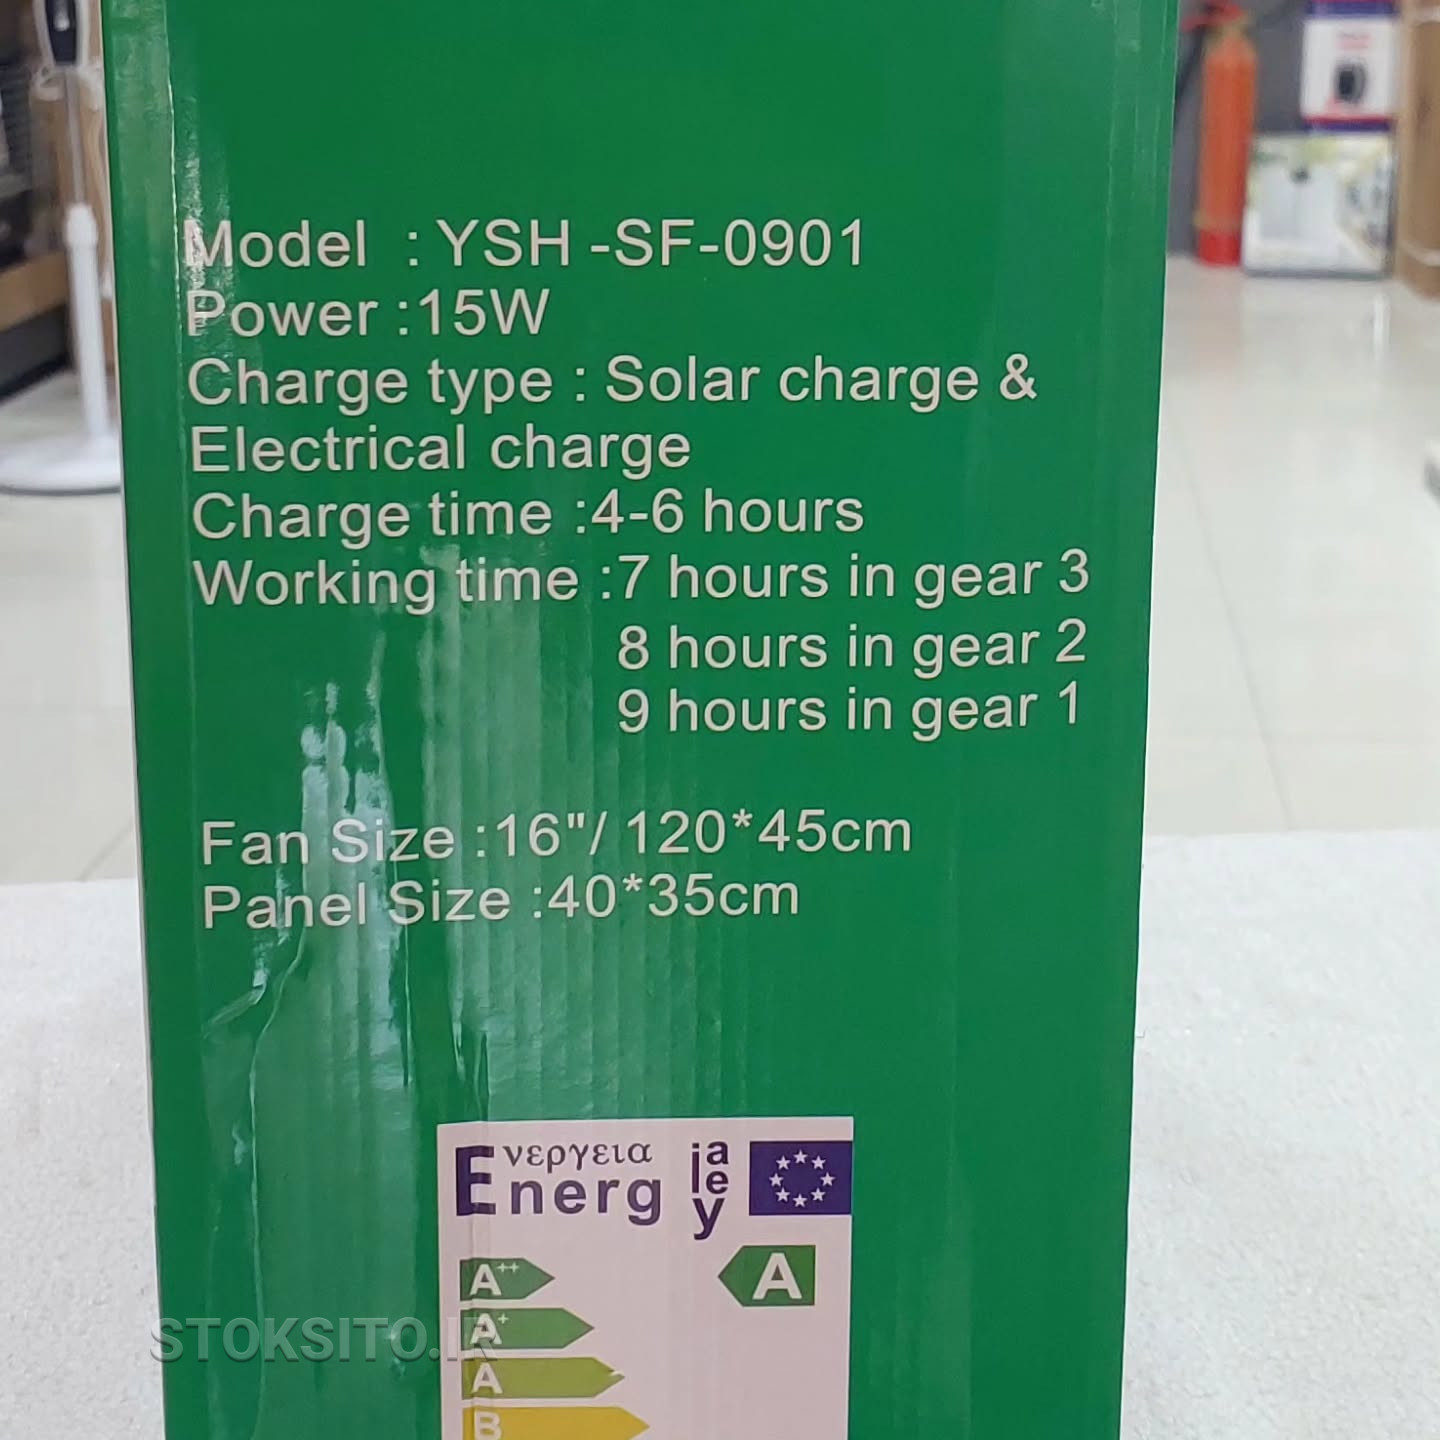 Model : YSH -SF-0901
Power :15W
Charge type : Solar charge &
Electrical charge
Charge time :4-6 hours
Working time :7 hours in gear 3
8 hours in gear 2
9 hours in gear 1
Fan Size :16"/ 120*45cm
Panel Size :40*35cm
Ενεργεια
Energ
ia
ie
y
A++
A
A+
A
B
STOKSITO.IR